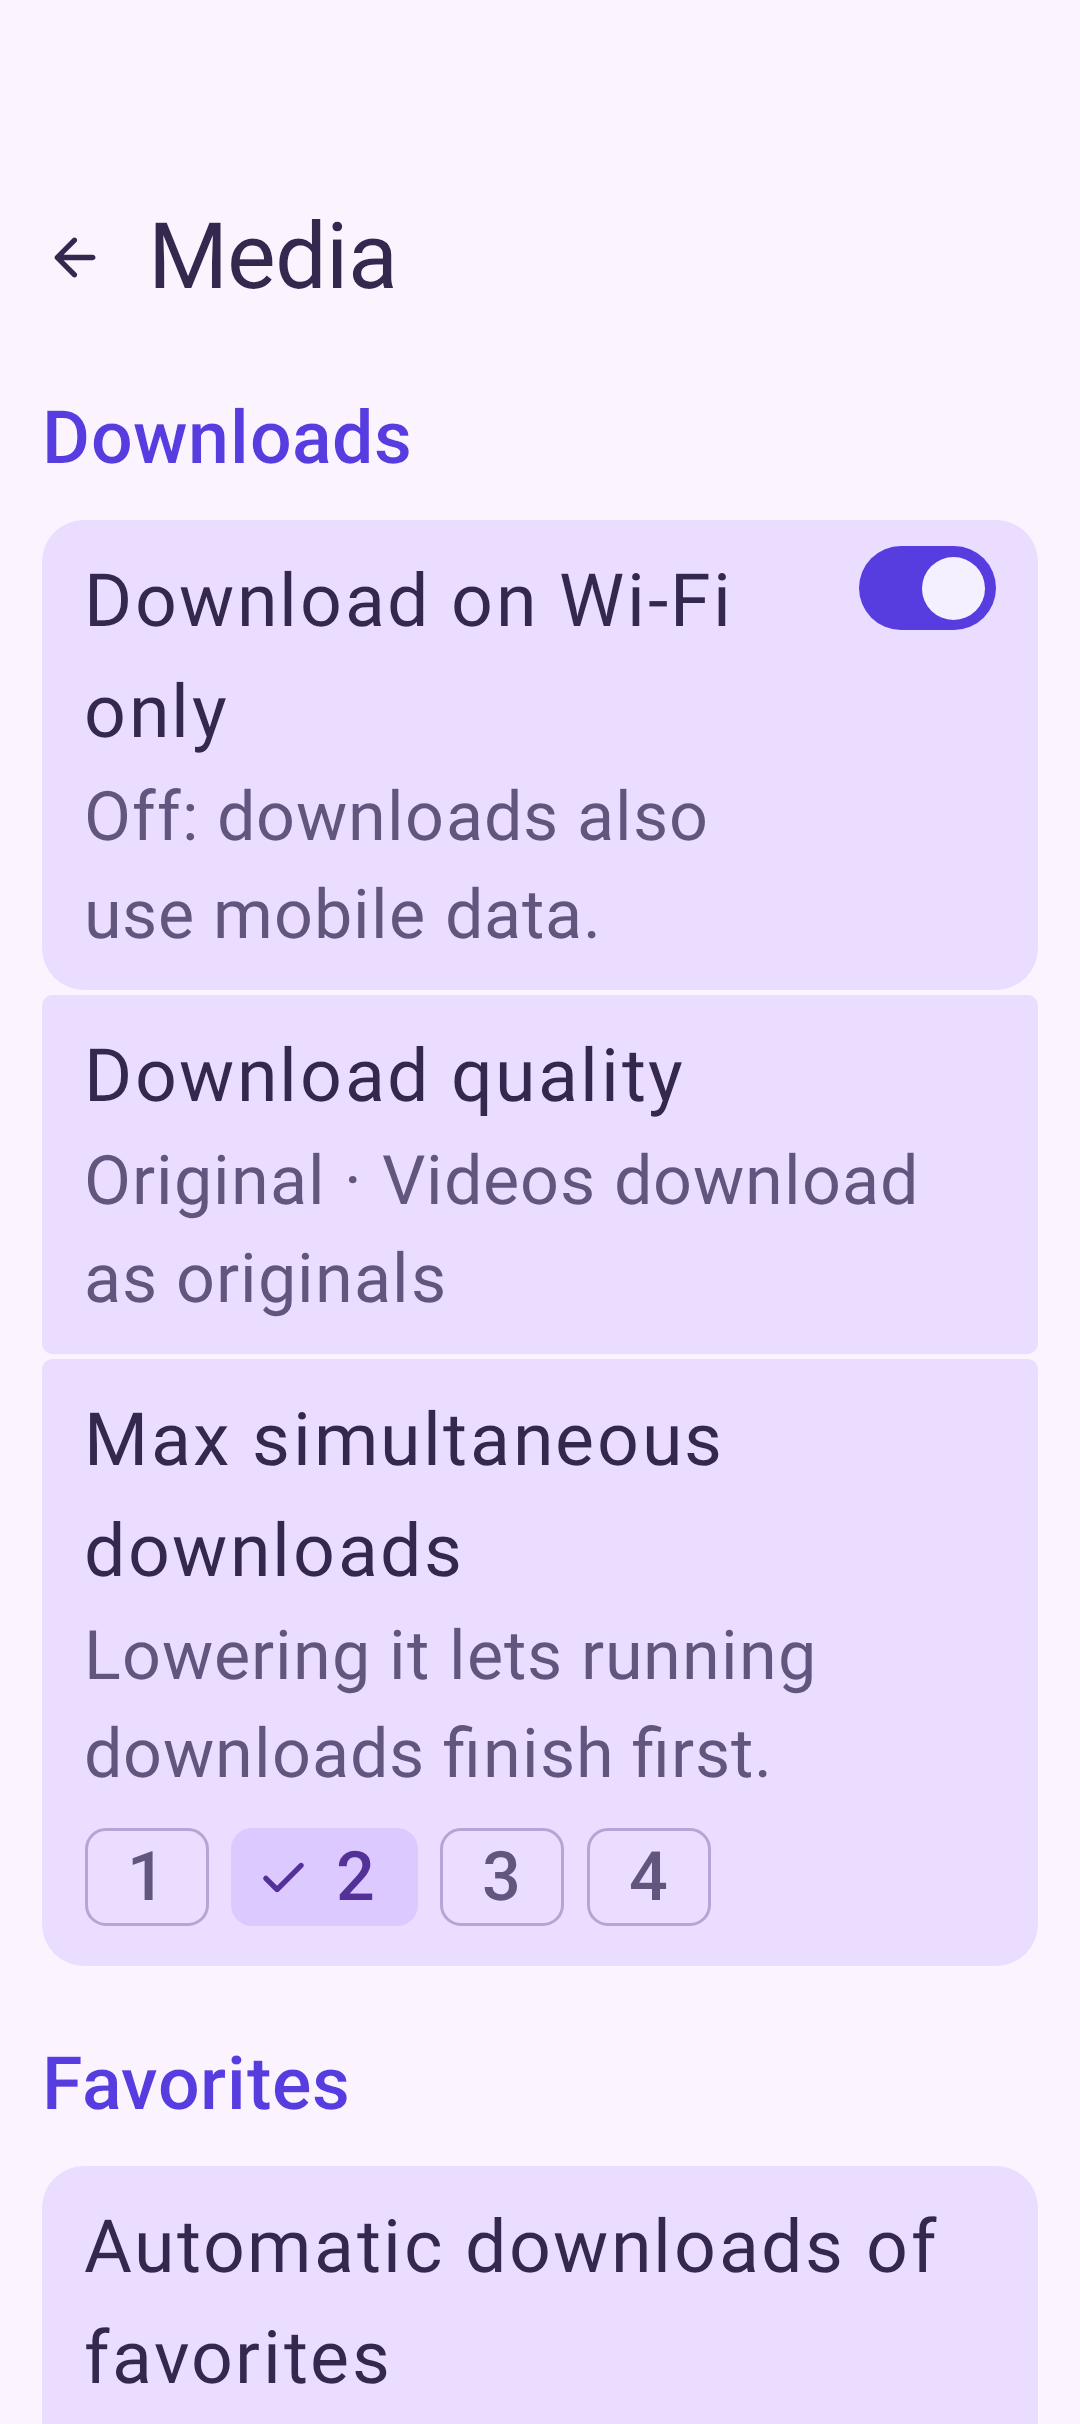 Media
Downloads
Download on Wi-Fi
only
Off: downloads also
use mobile data.
Download quality
Original · Videos download
as originals
Max simultaneous
downloads
Lowering it lets running
downloads finish first.
1 2 3 4
Favorites
Automatic downloads of
favorites